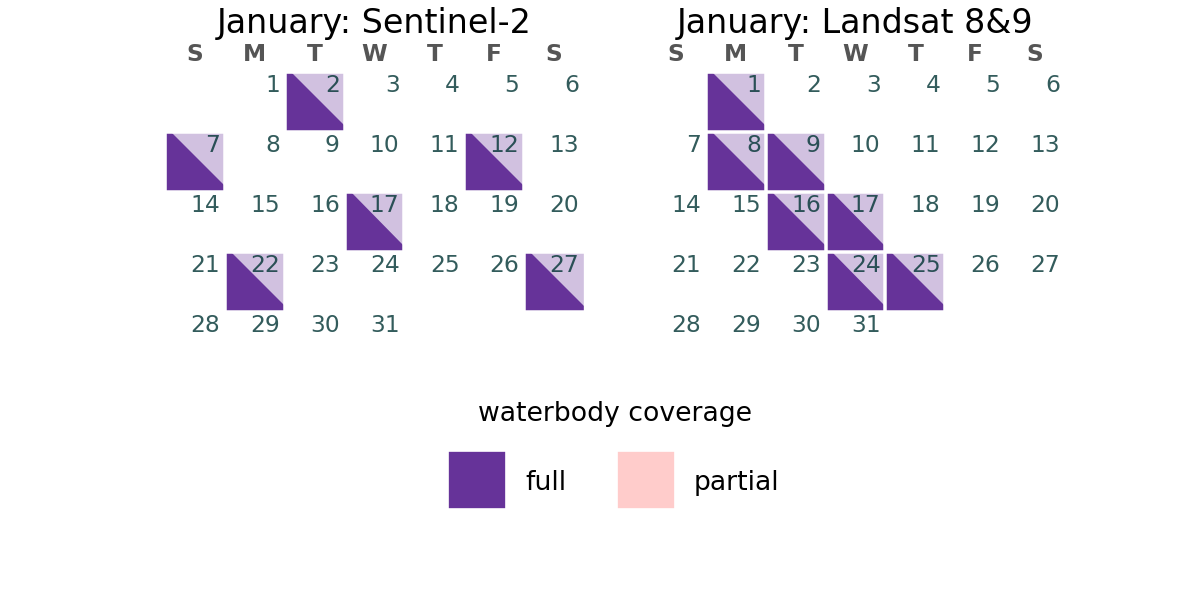 January: Sentinel-2
S M T W T F S
1 2 3 4 5 6
7 8 9 10 11 12 13
14 15 16 17 18 19 20
21 22 23 24 25 26 27
28 29 30 31
January: Landsat 8&9
S M T W T F S
1 2 3 4 5 6
7 8 9 10 11 12 13
14 15 16 17 18 19 20
21 22 23 24 25 26 27
28 29 30 31
waterbody coverage
full partial